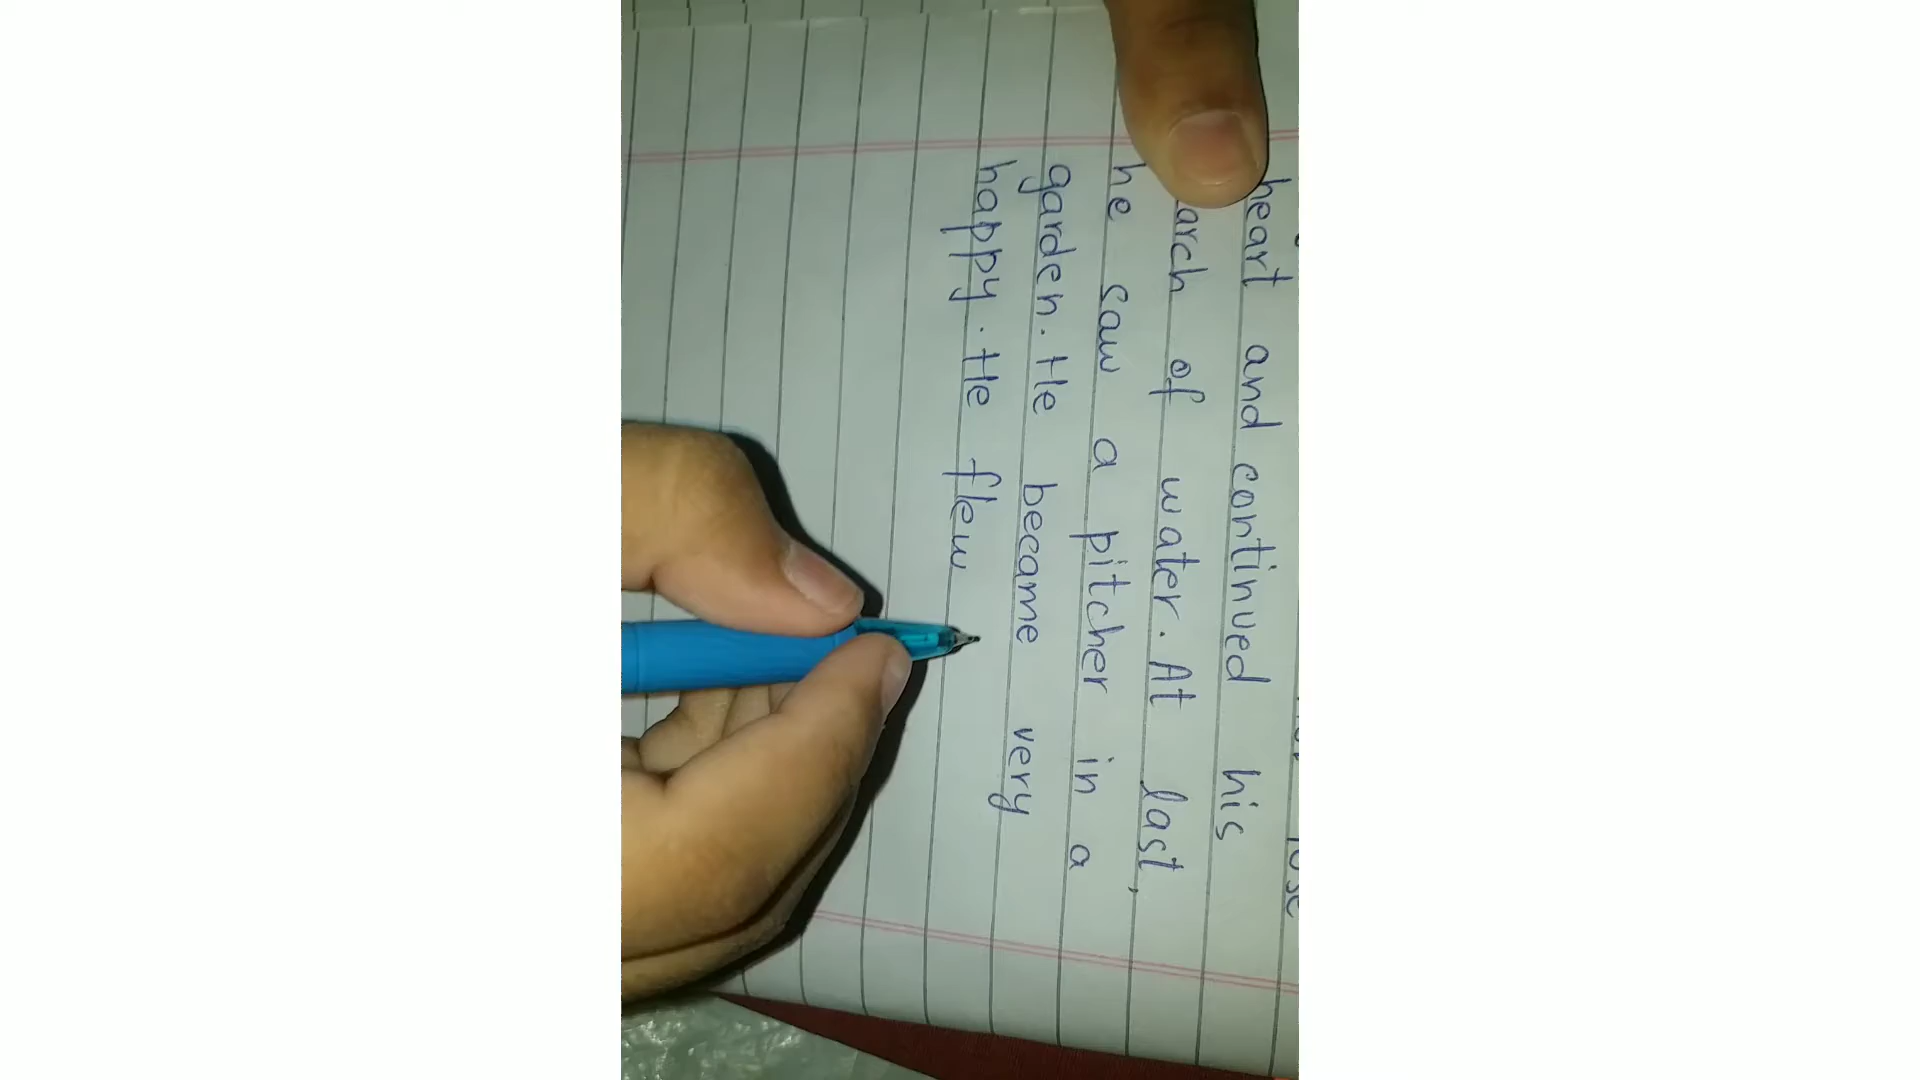 lose
heart and continued his
arch of water. At last,
he saw a pitcher in a
garden. He became very
happy. He flew